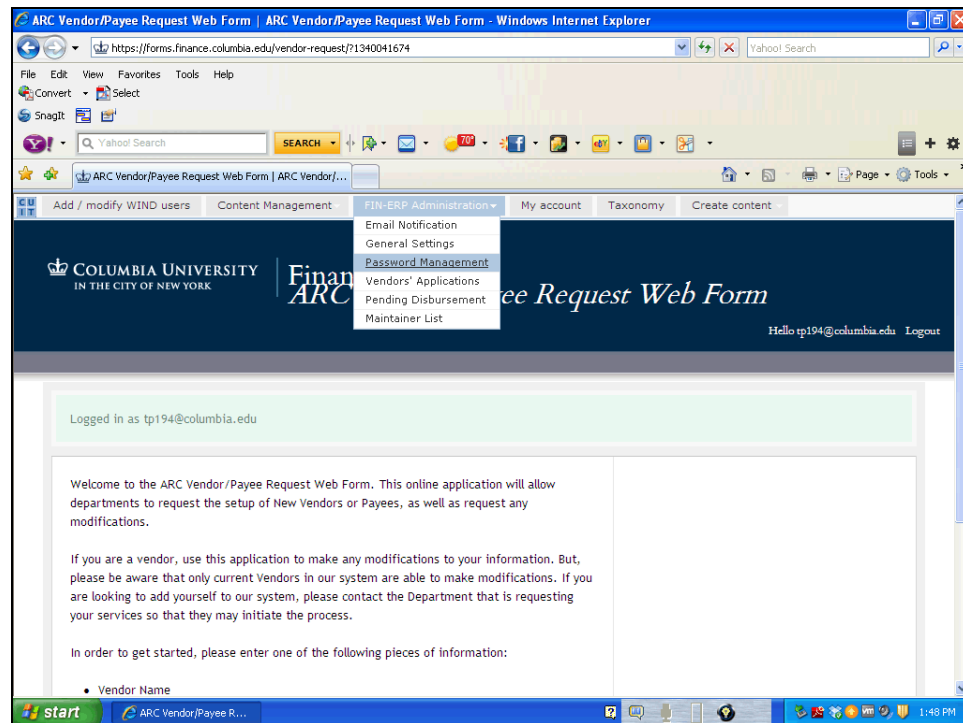 ARC Vendor/Payee Request Web Form | ARC Vendor/Payee Request Web Form - Windows Internet Explorer
https://forms.finance.columbia.edu/vendor-request/?1340041674
Yahoo! Search
File Edit View Favorites Tools Help
Convert Select
SnagIt
Yahoo! Search
SEARCH
70°
ebY
ARC Vendor/Payee Request Web Form | ARC Vendor/...
Page Tools
CU
IT
Add / modify WIND users Content Management FIN-ERP Administration My account Taxonomy Create content
Email Notification
General Settings
Password Management
Vendors' Applications
Pending Disbursement
Maintainer List
COLUMBIA UNIVERSITY
IN THE CITY OF NEW YORK
Finan
ARC ee Request Web Form
Hello tp194@columbia.edu Logout
Logged in as tp194@columbia.edu
Welcome to the ARC Vendor/Payee Request Web Form. This online application will allow
departments to request the setup of New Vendors or Payees, as well as request any
modifications.
If you are a vendor, use this application to make any modifications to your information. But,
please be aware that only current Vendors in our system are able to make modifications. If you
are looking to add yourself to our system, please contact the Department that is requesting
your services so that they may initiate the process.
In order to get started, please enter one of the following pieces of information:
• Vendor Name
start ARC Vendor/Payee R... 1:48 PM